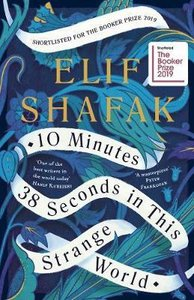 SHORTLISTED FOR THE BOOKER PRIZE 2019
Shortlisted
The
Booker
Prize
2019
ELIF
SHAFAK
10 Minutes
'One of the
best writers in
the world today'
HANIF KUREISHI
'A masterpiece'
PETER
FRANKOPAN
38 Seconds in This
Strange
World